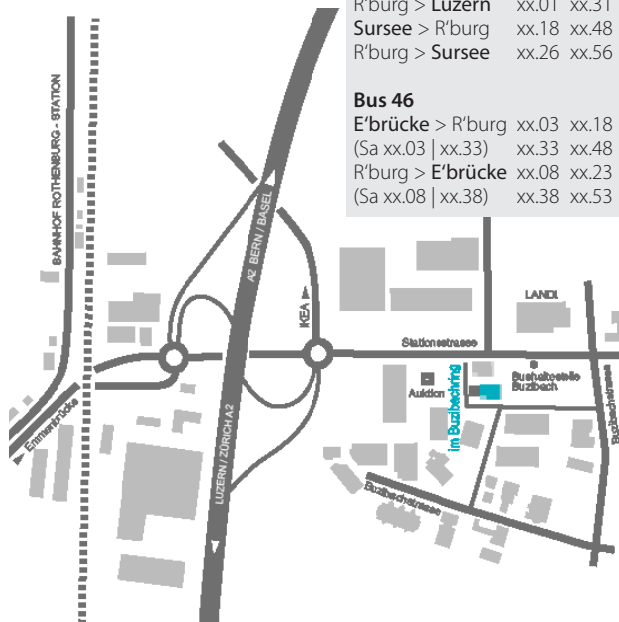 R'burg > Luzern xx.01 xx.31
Sursee > R'burg xx.18 xx.48
R'burg > Sursee xx.26 xx.56
Bus 46
E'brücke > R'burg xx.03 xx.18
(Sa xx.03 | xx.33) xx.33 xx.48
R'burg > E'brücke xx.08 xx.23
(Sa xx.08 | xx.38) xx.38 xx.53
BAHNHOF ROTHENBURG - STATION
A2 BERN / BASEL
IKEA
LANDI
Stationsstrasse
Bushaltestelle
Buzibach
Auktion
im Buzibachring
Buzibachstrasse
Emmenbrücke
LUZERN / ZÜRICH A2
Buzibachstrasse